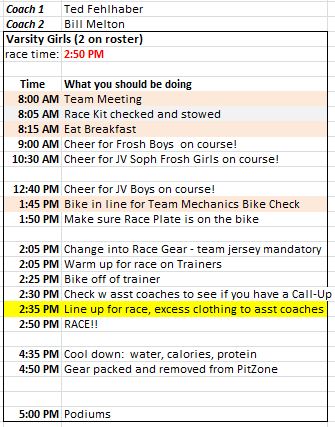 Coach 1 Ted Fehlhaber
Coach 2 Bill Melton
Varsity Girls (2 on roster)
race time: 2:50 PM
Time What you should be doing
8:00 AM Team Meeting
8:05 AM Race Kit checked and stowed
8:15 AM Eat Breakfast
9:00 AM Cheer for Frosh Boys on course!
10:30 AM Cheer for JV Soph Frosh Girls on course!
12:40 PM Cheer for JV Boys on course!
1:45 PM Bike in line for Team Mechanics Bike Check
1:50 PM Make sure Race Plate is on the bike
2:05 PM Change into Race Gear - team jersey mandatory
2:05 PM Warm up for race on Trainers
2:25 PM Bike off of trainer
2:30 PM Check w asst coaches to see if you have a Call-Up
2:35 PM Line up for race, excess clothing to asst coaches
2:50 PM RACE!!
4:35 PM Cool down: water, calories, protein
4:50 PM Gear packed and removed from PitZone
5:00 PM Podiums